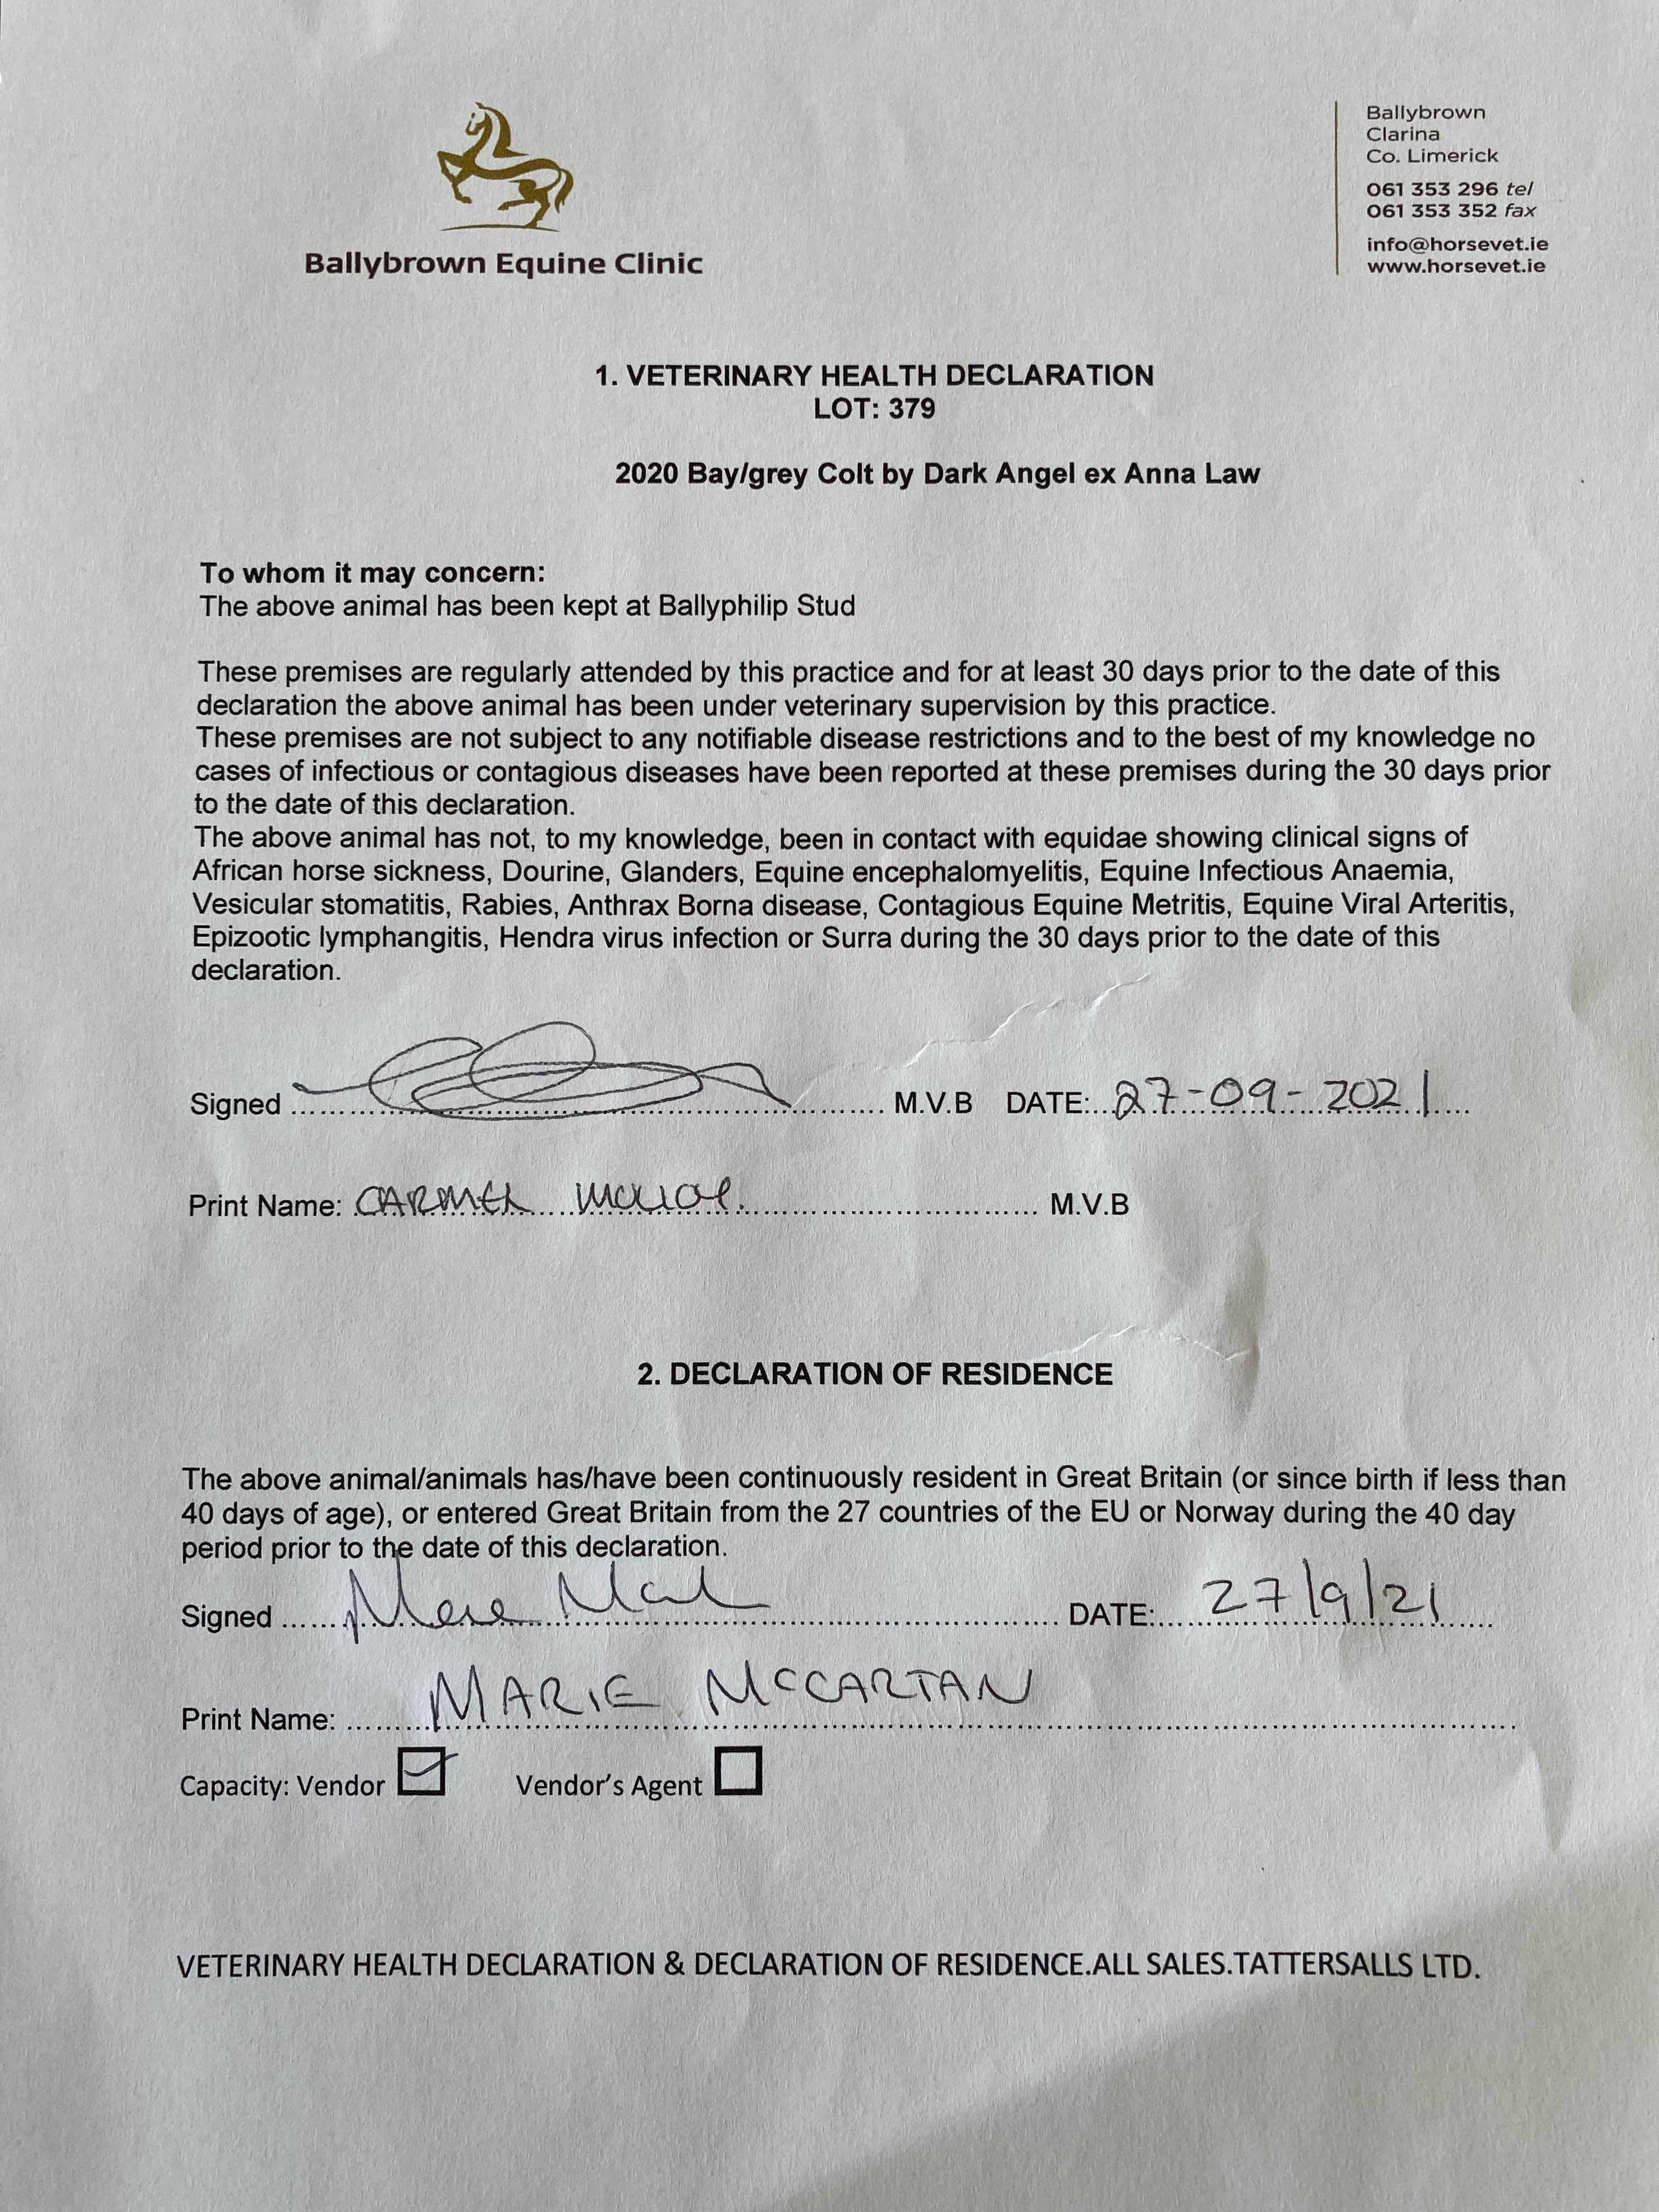 Ballybrown Equine Clinic
Ballybrown
Clarina
Co. Limerick
061 353 296 tel
061 353 352 fax
info@horsevet.ie
www.horsevet.ie
1. VETERINARY HEALTH DECLARATION
LOT: 379
2020 Bay/grey Colt by Dark Angel ex Anna Law
To whom it may concern:
The above animal has been kept at Ballyphilip Stud
These premises are regularly attended by this practice and for at least 30 days prior to the date of this
declaration the above animal has been under veterinary supervision by this practice.
These premises are not subject to any notifiable disease restrictions and to the best of my knowledge no
cases of infectious or contagious diseases have been reported at these premises during the 30 days prior
to the date of this declaration.
The above animal has not, to my knowledge, been in contact with equidae showing clinical signs of
African horse sickness, Dourine, Glanders, Equine encephalomyelitis, Equine Infectious Anaemia,
Vesicular stomatitis, Rabies, Anthrax Borna disease, Contagious Equine Metritis, Equine Viral Arteritis,
Epizootic lymphangitis, Hendra virus infection or Surra during the 30 days prior to the date of this
declaration.
Signed M.V.B DATE: 27-09-2021
Print Name: CARMEL M.V.B
2. DECLARATION OF RESIDENCE
The above animal/animals has/have been continuously resident in Great Britain (or since birth if less than
40 days of age), or entered Great Britain from the 27 countries of the EU or Norway during the 40 day
period prior to the date of this declaration.
Signed DATE: 27/9/21
Print Name: MARIE McCARTAN
Capacity: Vendor Vendor's Agent
VETERINARY HEALTH DECLARATION & DECLARATION OF RESIDENCE.ALL SALES.TATTERSALLS LTD.